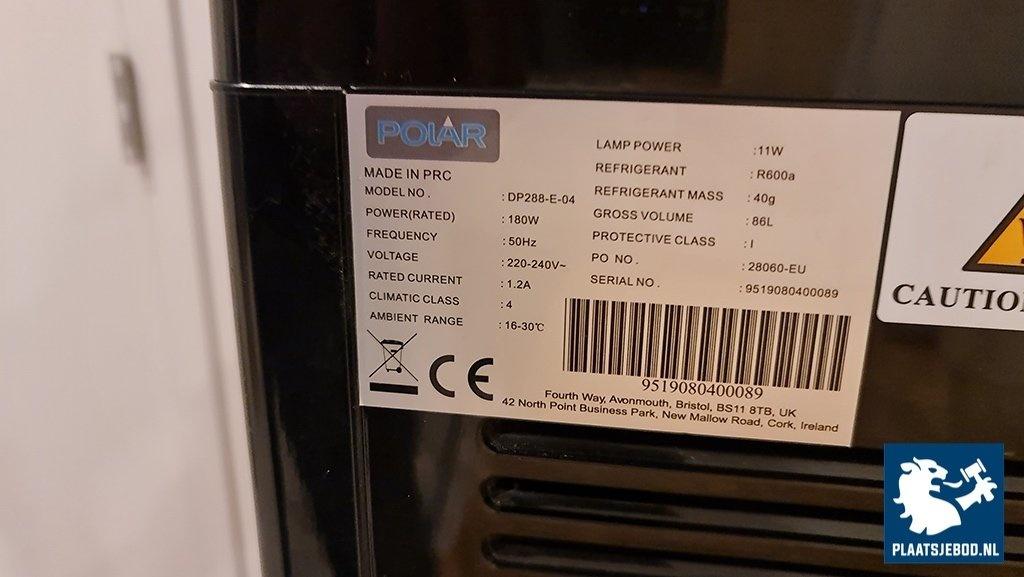 POLAR
MADE IN PRC
MODEL NO. : DP288-E-04
POWER(RATED) : 180W
FREQUENCY : 50Hz
VOLTAGE : 220-240V~
RATED CURRENT : 1.2A
CLIMATIC CLASS : 4
AMBIENT RANGE : 16-30℃
CE
LAMP POWER :11W
REFRIGERANT : R600a
REFRIGERANT MASS : 40g
GROSS VOLUME : 86L
PROTECTIVE CLASS : I
PO NO. : 28060-EU
SERIAL NO. : 9519080400089
9519080400089
Fourth Way, Avonmouth, Bristol, BS11 8TB, UK
42 North Point Business Park, New Mallow Road, Cork, Ireland
CAUTIO
PLAATSJEBOD.NL